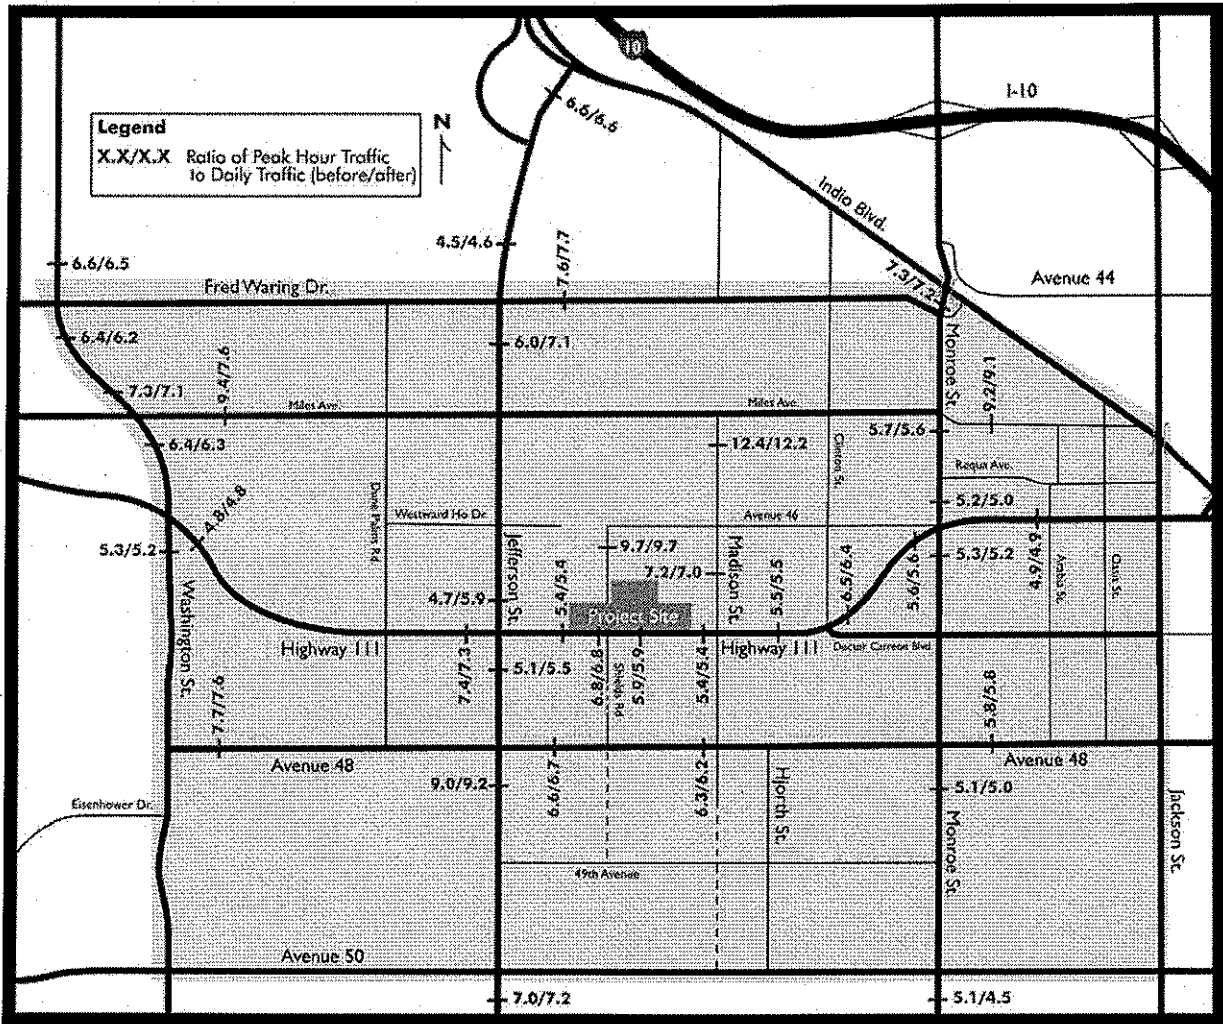 10
I-10
6.6/6.6
Legend
X.X/X.X Ratio of Peak Hour Traffic
to Daily Traffic (before/after)
N
Indio Blvd.
4.5/4.6
7.6/7.7
6.6/6.5
7.3/7.2
Avenue 44
Fred Waring Dr.
6.4/6.2
6.0/7.1
Monroe St.
9.4/7.6
9.2/9.1
7.3/7.1
Miles Ave.
Miles Ave.
6.4/6.3
12.4/12.2
5.7/5.6
Clinton St.
Requa Ave.
4.8/4.8
5.2/5.0
Dune Palms Rd.
Westward Ho Dr.
Avenue 46
5.3/5.2
Jefferson St.
9.7/9.7
Madison St.
5.3/5.2
4.9/4.9
7.2/7.0
6.5/6.4
5.6/5.6
Arabia St.
Washington St.
4.7/5.9
5.4/5.4
5.5/5.5
Project Site
Highway 111
Highway 111
Doctor Carreon Blvd.
7.4/7.3
5.1/5.5
6.8/6.8
Shields Rd.
5.9/5.9
5.4/5.4
7.7/7.6
5.8/5.8
Avenue 48
Avenue 48
9.0/9.2
6.6/6.7
6.3/6.2
Hjorth St.
5.1/5.0
Eisenhower Dr.
Monroe St.
Jackson St.
49th Avenue
Avenue 50
7.0/7.2
5.1/4.5